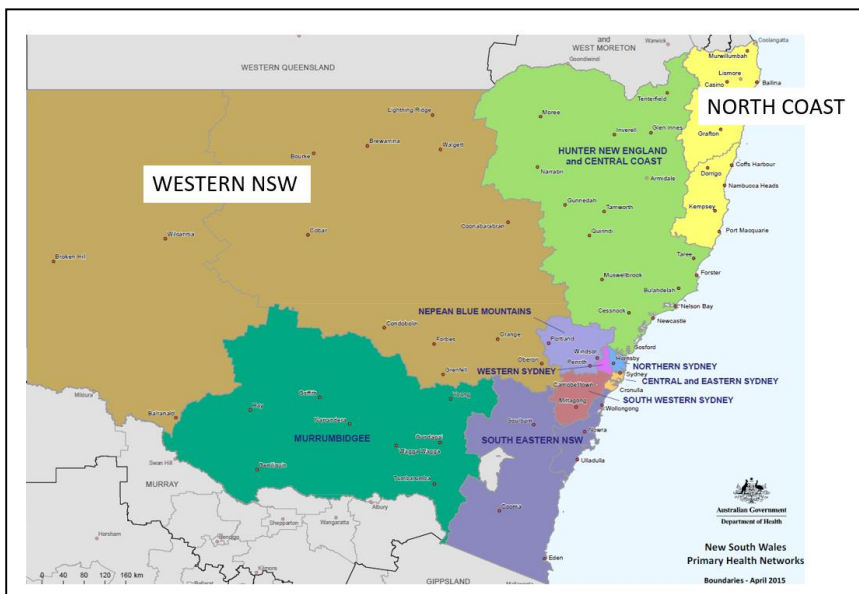 and
WEST MORETON
Warwick
Coolangatta
Goondiwindi
Murwillumbah
WESTERN QUEENSLAND
Lismore
Casino
Ballina
Tenterfield
NORTH COAST
Lightning Ridge
Moree
Inverell
Glen Innes
Grafton
Brewarrina
Walgett
HUNTER NEW ENGLAND
and CENTRAL COAST
Bourke
Coffs Harbour
Dorrigo
Narrabri
Armidale
Nambucca Heads
WESTERN NSW
Gunnedah
Tamworth
Kempsey
Coonabarabran
Port Macquarie
Wilcannia
Cobar
Quirindi
Broken Hill
Taree
Forster
Muswellbrook
Bulahdelah
Nelson Bay
NEPEAN BLUE MOUNTAINS
Cessnock
Newcastle
Condobolin
Portland
Orange
Forbes
Gosford
Windsor
Hornsby
Oberon
Penrith
NORTHERN SYDNEY
WESTERN SYDNEY
Sydney
Grenfell
CENTRAL and EASTERN SYDNEY
Campbelltown
Cronulla
Mildura
Griffith
Young
SOUTH WESTERN SYDNEY
Mittagong
Wollongong
Hay
Balranald
Narrandera
Goulburn
Nowra
MURRUMBIDGEE
Gundagai
SOUTH EASTERN NSW
Wagga Wagga
Swan Hill
Deniliquin
Ulladulla
Tumbarumba
MURRAY
Albury
Cooma
Australian Government
Department of Health
Shepparton
Wangaratta
Horsham
Bendigo
New South Wales
Primary Health Networks
Eden
Kilmore
0 40 80 120 160 km
GIPPSLAND
Boundaries - April 2015